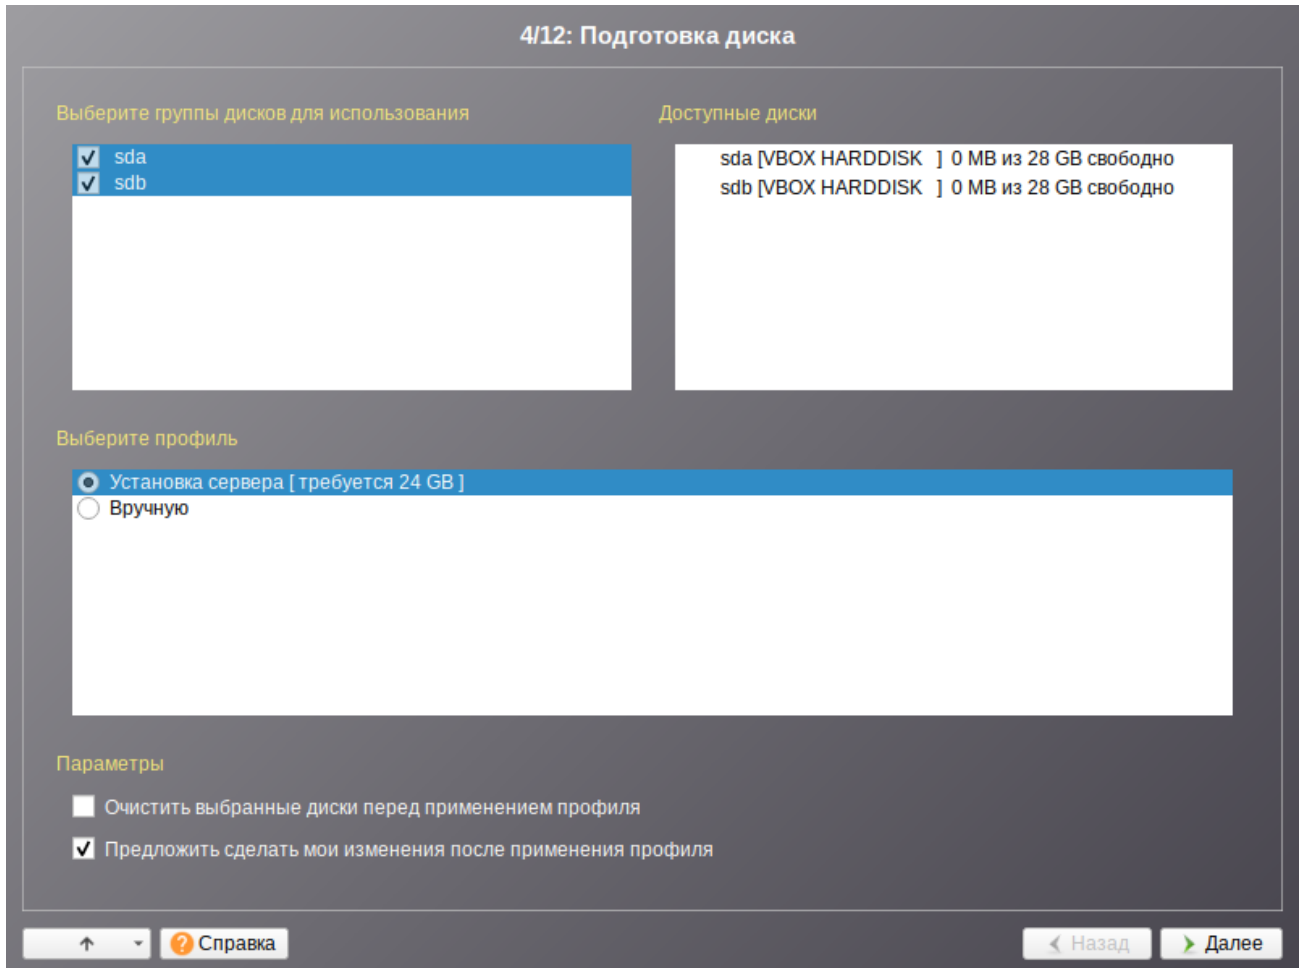 4/12: Подготовка диска
Выберите группы дисков для использования
Доступные диски
sda
sdb
sda [VBOX HARDDISK ] 0 MB из 28 GB свободно
sdb [VBOX HARDDISK ] 0 MB из 28 GB свободно
Выберите профиль
Установка сервера [ требуется 24 GB ]
Вручную
Параметры
Очистить выбранные диски перед применением профиля
Предложить сделать мои изменения после применения профиля
Справка
Назад
Далее